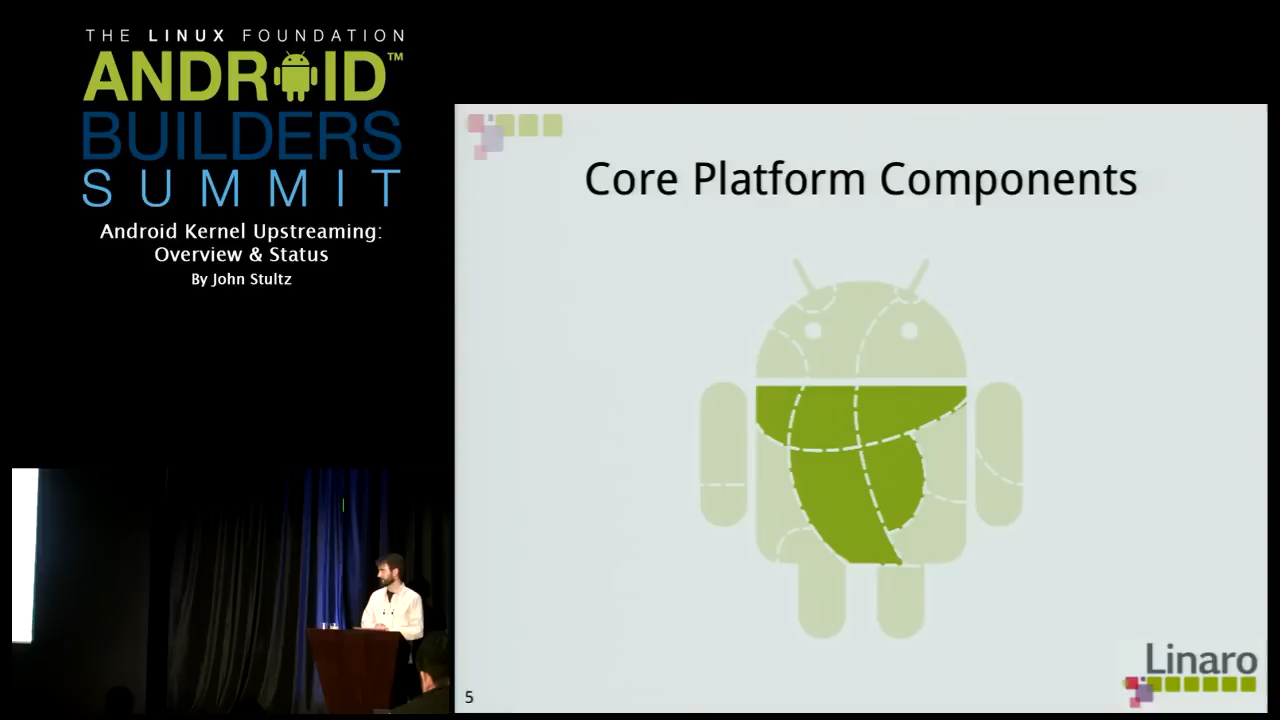 THE LINUX FOUNDATION
ANDROID™
BUILDERS
SUMMIT
Android Kernel Upstreaming:
Overview & Status
By John Stultz
Core Platform Components
Linaro
5